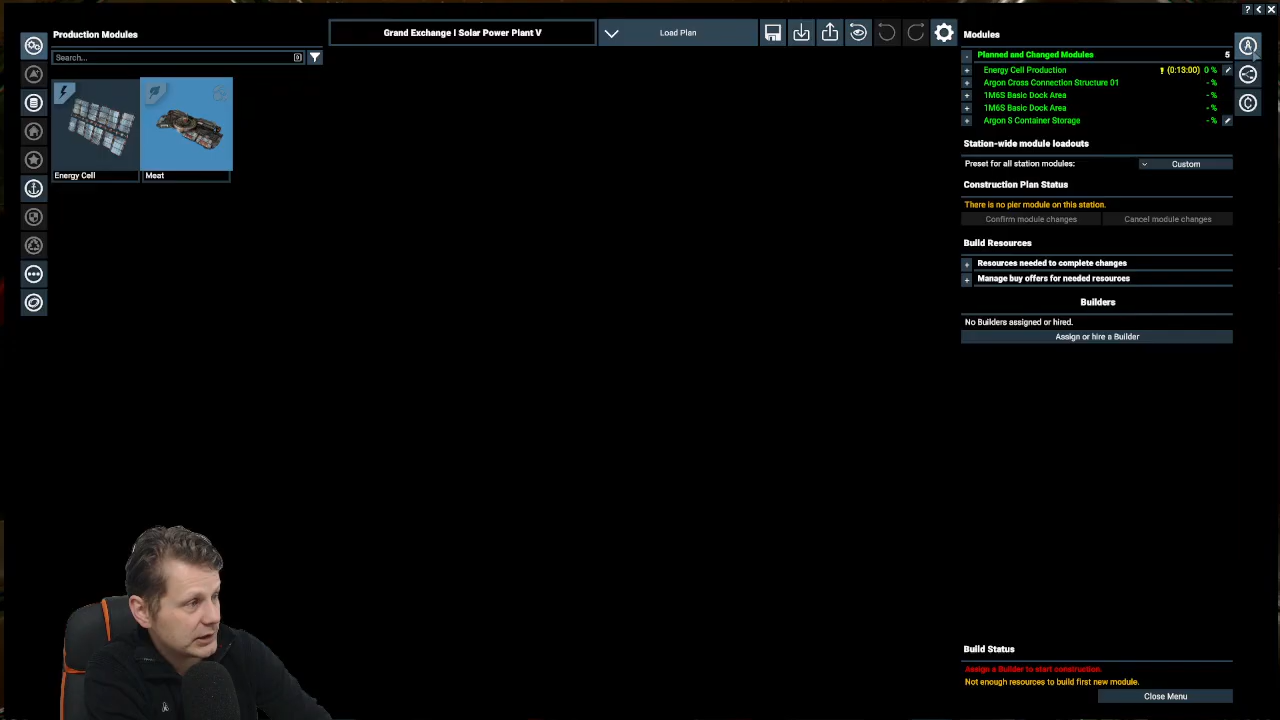 Production Modules
Search...
Energy Cell
Meat
Grand Exchange I Solar Power Plant V
Load Plan
? < X
Modules
- Planned and Changed Modules 5
+ Energy Cell Production ! (0:13:00) 0 %
+ Argon Cross Connection Structure 01 - %
+ 1M6S Basic Dock Area - %
+ 1M6S Basic Dock Area - %
+ Argon S Container Storage - %
Station-wide module loadouts
Preset for all station modules: Custom
Construction Plan Status
There is no pier module on this station.
Confirm module changes Cancel module changes
Build Resources
+ Resources needed to complete changes
+ Manage buy offers for needed resources
Builders
No Builders assigned or hired.
Assign or hire a Builder
Build Status
Assign a Builder to start construction.
Not enough resources to build first new module.
Close Menu